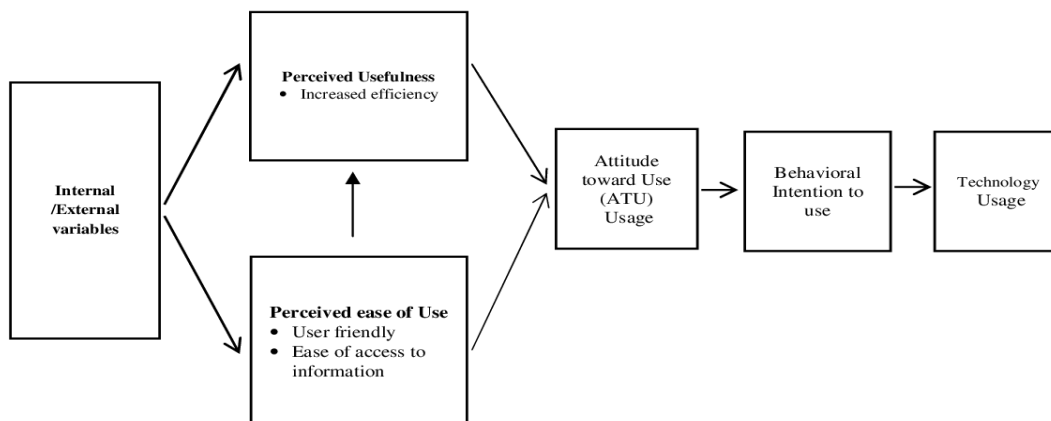 Internal
/External
variables
Perceived Usefulness
• Increased efficiency
Perceived ease of Use
• User friendly
• Ease of access to
information
Attitude
toward Use
(ATU)
Usage
Behavioral
Intention to
use
Technology
Usage